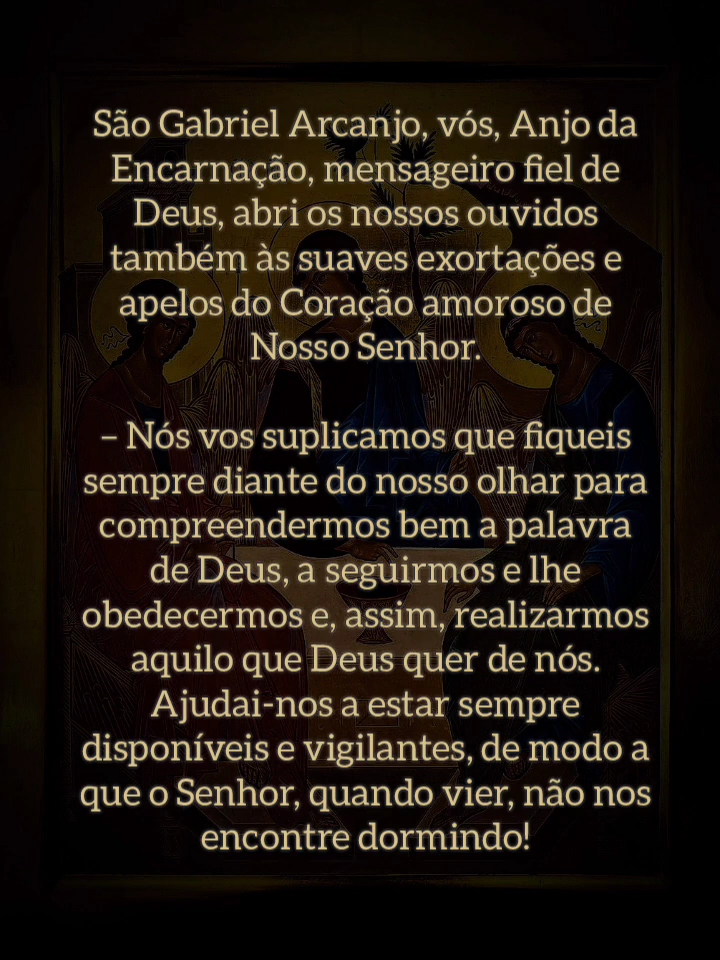 São Gabriel Arcanjo, vós, Anjo da
Encarnação, mensageiro fiel de
Deus, abri os nossos ouvidos
também às suaves exortações e
apelos do Coração amoroso de
Nosso Senhor.
– Nós vos suplicamos que fiqueis
sempre diante do nosso olhar para
compreendermos bem a palavra
de Deus, a seguirmos e lhe
obedecermos e, assim, realizarmos
aquilo que Deus quer de nós.
Ajudai-nos a estar sempre
disponíveis e vigilantes, de modo a
que o Senhor, quando vier, não nos
encontre dormindo!